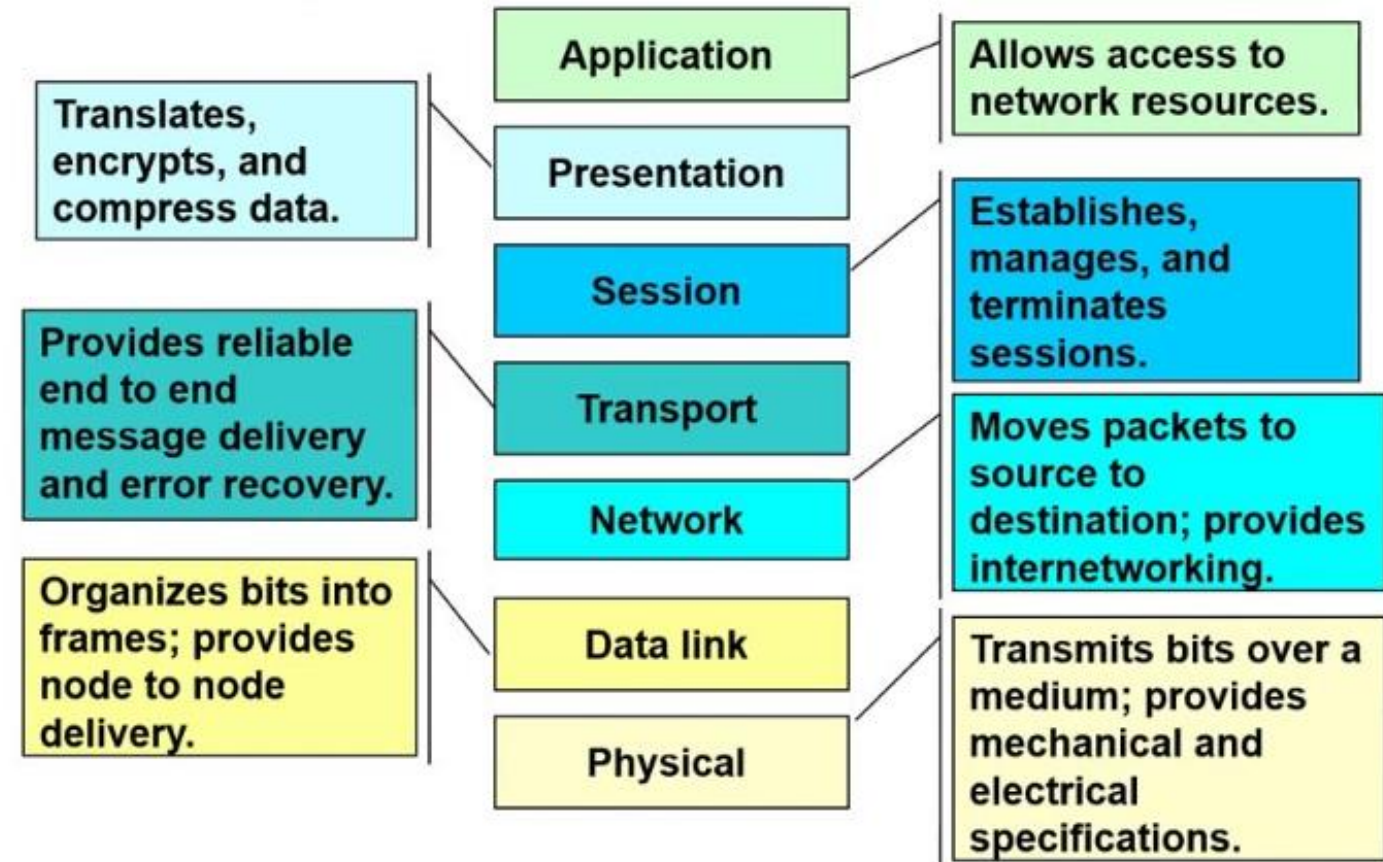 Application
Allows access to
network resources.
Translates,
encrypts, and
compress data.
Presentation
Session
Establishes,
manages, and
terminates
sessions.
Provides reliable
end to end
message delivery
and error recovery.
Transport
Network
Moves packets to
source to
destination; provides
internetworking.
Organizes bits into
frames; provides
node to node
delivery.
Data link
Physical
Transmits bits over a
medium; provides
mechanical and
electrical
specifications.